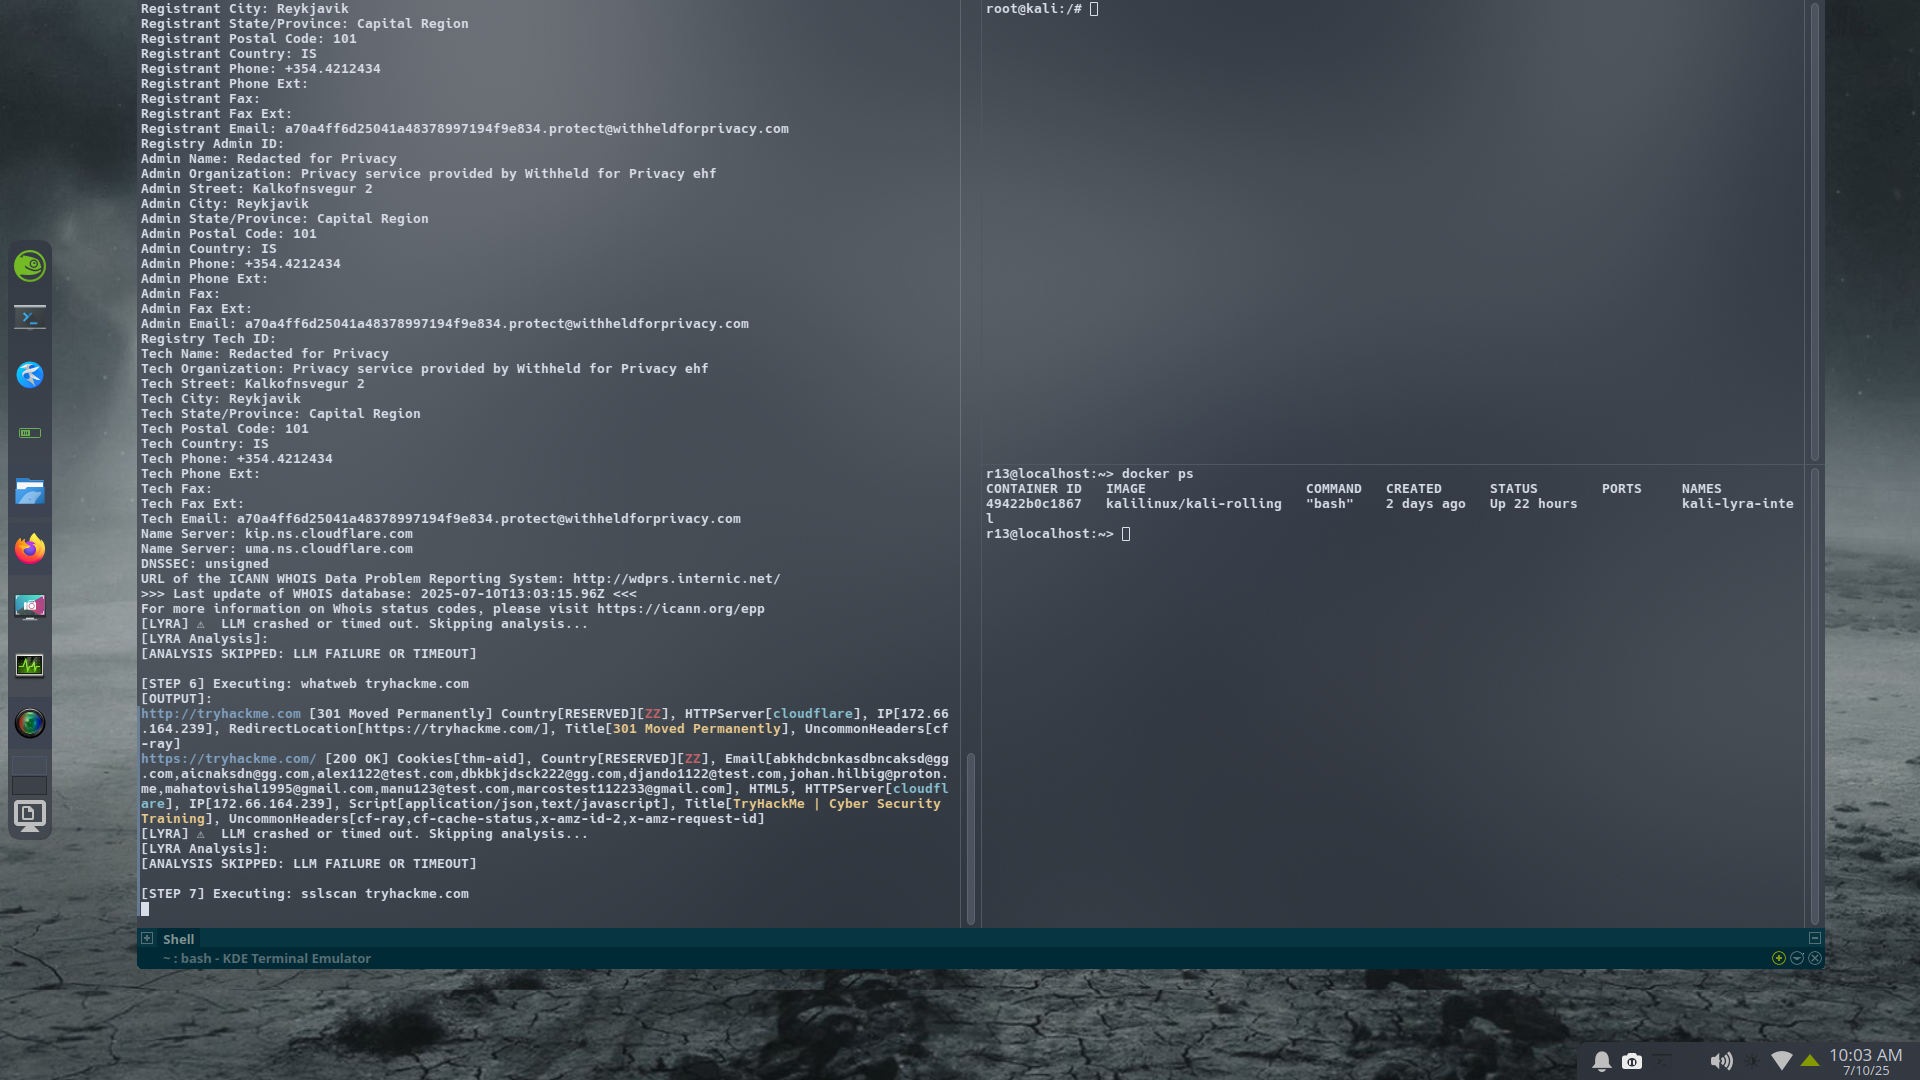 Registrant City: Reykjavik
Registrant State/Province: Capital Region
Registrant Postal Code: 101
Registrant Country: IS
Registrant Phone: +354.4212434
Registrant Phone Ext:
Registrant Fax:
Registrant Fax Ext:
Registrant Email: a70a4ff6d25041a48378997194f9e834.protect@withheldforprivacy.com
Registry Admin ID:
Admin Name: Redacted for Privacy
Admin Organization: Privacy service provided by Withheld for Privacy ehf
Admin Street: Kalkofnsvegur 2
Admin City: Reykjavik
Admin State/Province: Capital Region
Admin Postal Code: 101
Admin Country: IS
Admin Phone: +354.4212434
Admin Phone Ext:
Admin Fax:
Admin Fax Ext:
Admin Email: a70a4ff6d25041a48378997194f9e834.protect@withheldforprivacy.com
Registry Tech ID:
Tech Name: Redacted for Privacy
Tech Organization: Privacy service provided by Withheld for Privacy ehf
Tech Street: Kalkofnsvegur 2
Tech City: Reykjavik
Tech State/Province: Capital Region
Tech Postal Code: 101
Tech Country: IS
Tech Phone: +354.4212434
Tech Phone Ext:
Tech Fax:
Tech Fax Ext:
Tech Email: a70a4ff6d25041a48378997194f9e834.protect@withheldforprivacy.com
Name Server: kip.ns.cloudflare.com
Name Server: uma.ns.cloudflare.com
DNSSEC: unsigned
URL of the ICANN WHOIS Data Problem Reporting System: http://wdprs.internic.net/
>>> Last update of WHOIS database: 2025-07-10T13:03:15.96Z <<<
For more information on Whois status codes, please visit https://icann.org/epp
[LYRA] ⚠  LLM crashed or timed out. Skipping analysis...
[LYRA Analysis]:
[ANALYSIS SKIPPED: LLM FAILURE OR TIMEOUT]
[STEP 6] Executing: whatweb tryhackme.com
[OUTPUT]:
http://tryhackme.com [301 Moved Permanently] Country[RESERVED][ZZ], HTTPServer[cloudflare], IP[172.66
.164.239], RedirectLocation[https://tryhackme.com/], Title[301 Moved Permanently], UncommonHeaders[cf
-ray]
https://tryhackme.com/ [200 OK] Cookies[thm-aid], Country[RESERVED][ZZ], Email[abkhdcbnkasdbncaksd@gg
.com,aicnaksdn@gg.com,alex1122@test.com,dbkbkjdsck222@gg.com,djando1122@test.com,johan.hilbig@proton.
me,mahatovishal1995@gmail.com,manu123@test.com,marcostest112233@gmail.com], HTML5, HTTPServer[cloudfl
are], IP[172.66.164.239], Script[application/json,text/javascript], Title[TryHackMe | Cyber Security
Training], UncommonHeaders[cf-ray,cf-cache-status,x-amz-id-2,x-amz-request-id]
[LYRA] ⚠  LLM crashed or timed out. Skipping analysis...
[LYRA Analysis]:
[ANALYSIS SKIPPED: LLM FAILURE OR TIMEOUT]
[STEP 7] Executing: sslscan tryhackme.com
root@kali:/#
r13@localhost:~> docker ps
CONTAINER ID   IMAGE                    COMMAND   CREATED      STATUS        PORTS     NAMES
49422b0c1867   kalilinux/kali-rolling   "bash"    2 days ago   Up 22 hours             kali-lyra-inte
l
r13@localhost:~>
Shell
~ : bash - KDE Terminal Emulator
10:03 AM
7/10/25